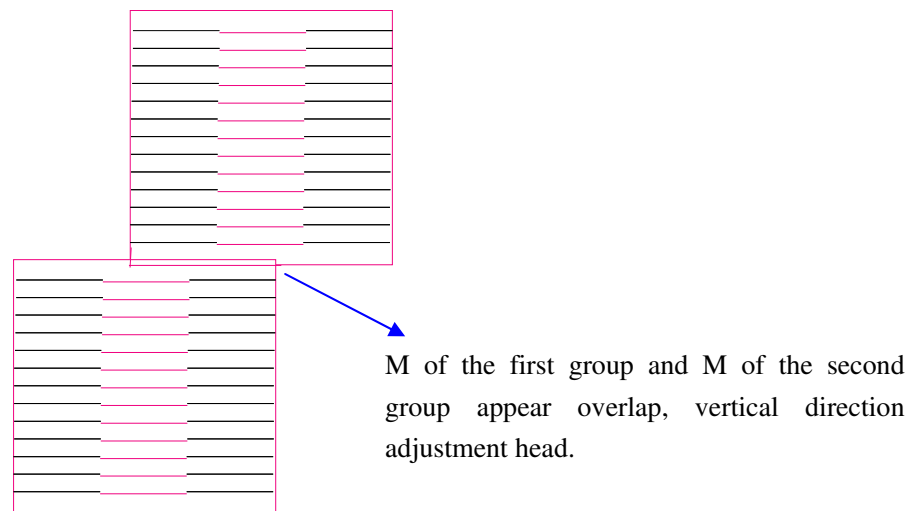 M of the first group and M of the second
group appear overlap, vertical direction
adjustment head.